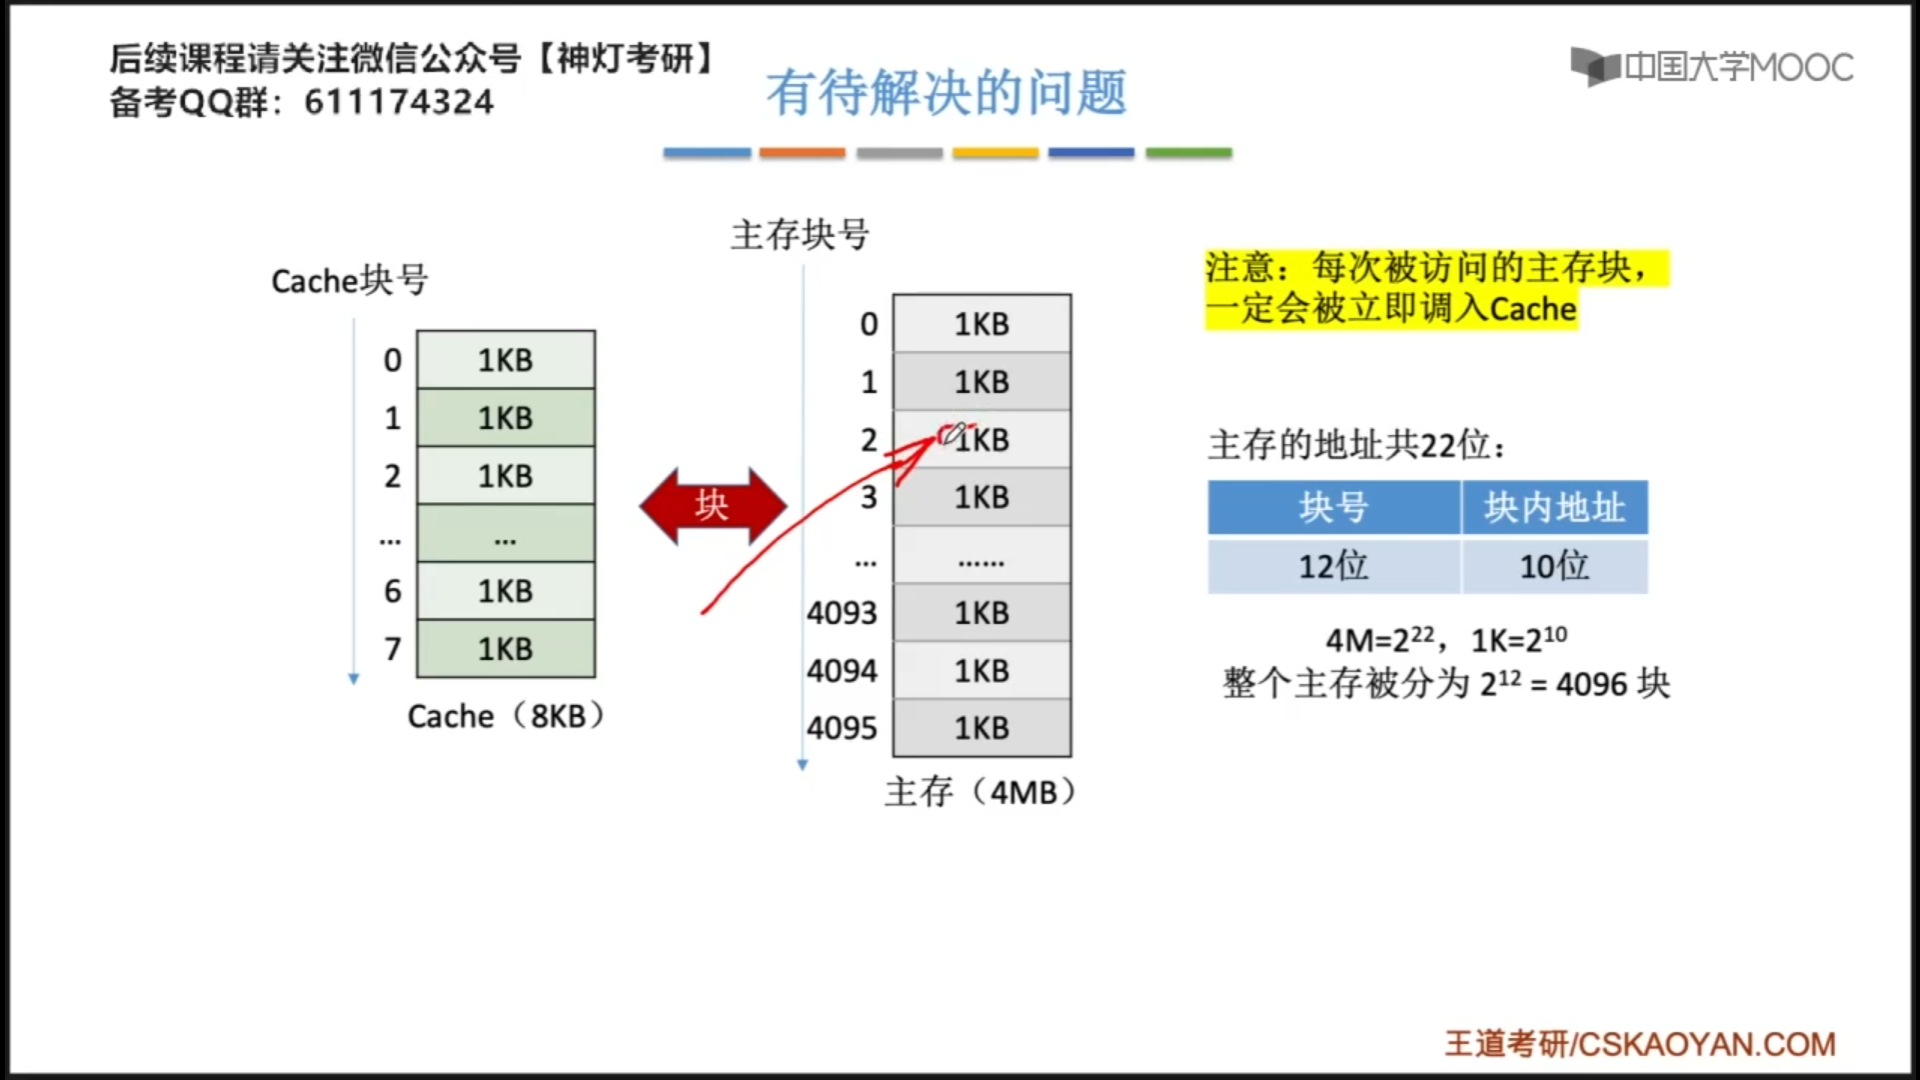 后续课程请关注微信公众号【神灯考研】
备考QQ群：611174324
有待解决的问题
中国大学MOOC
Cache块号
0 1KB
1 1KB
2 1KB
... ...
6 1KB
7 1KB
Cache（8KB）
块
主存块号
0 1KB
1 1KB
2 1KB
3 1KB
... ......
4093 1KB
4094 1KB
4095 1KB
主存（4MB）
注意：每次被访问的主存块，
一定会被立即调入Cache
主存的地址共22位：
块号 块内地址
12位 10位
4M=2²²，1K=2¹⁰
整个主存被分为 2¹² = 4096 块
王道考研/CSKAOYAN.COM